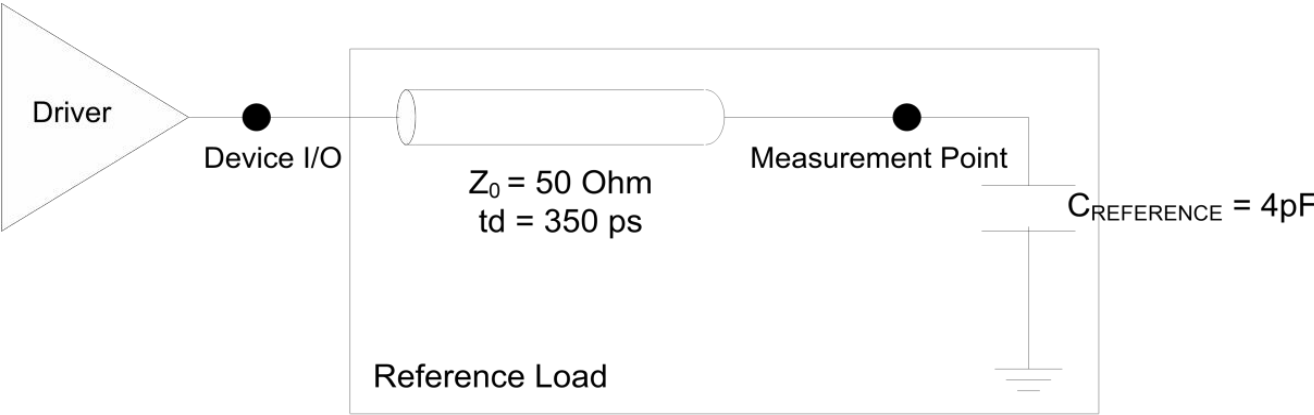 Driver
Device I/O
Z0 = 50 Ohm
td = 350 ps
Measurement Point
CREFERENCE = 4pF
Reference Load